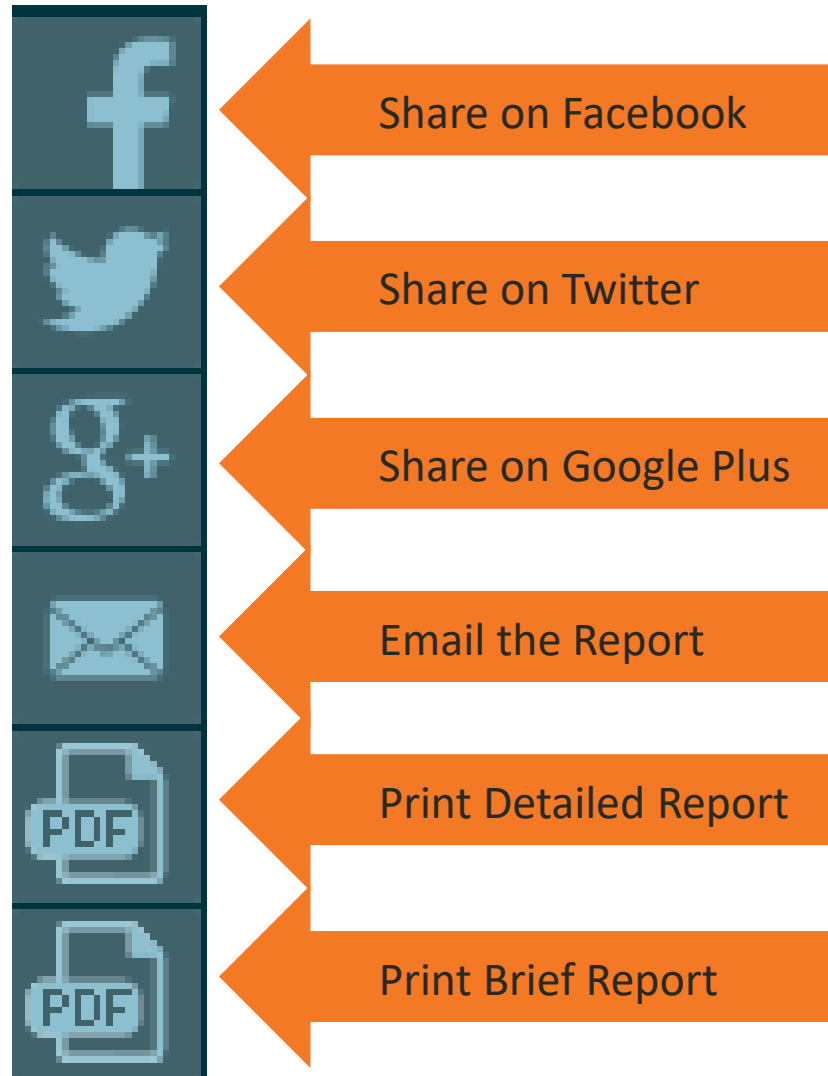 f
Share on Facebook
Share on Twitter
g+
Share on Google Plus
Email the Report
PDF
Print Detailed Report
PDF
Print Brief Report